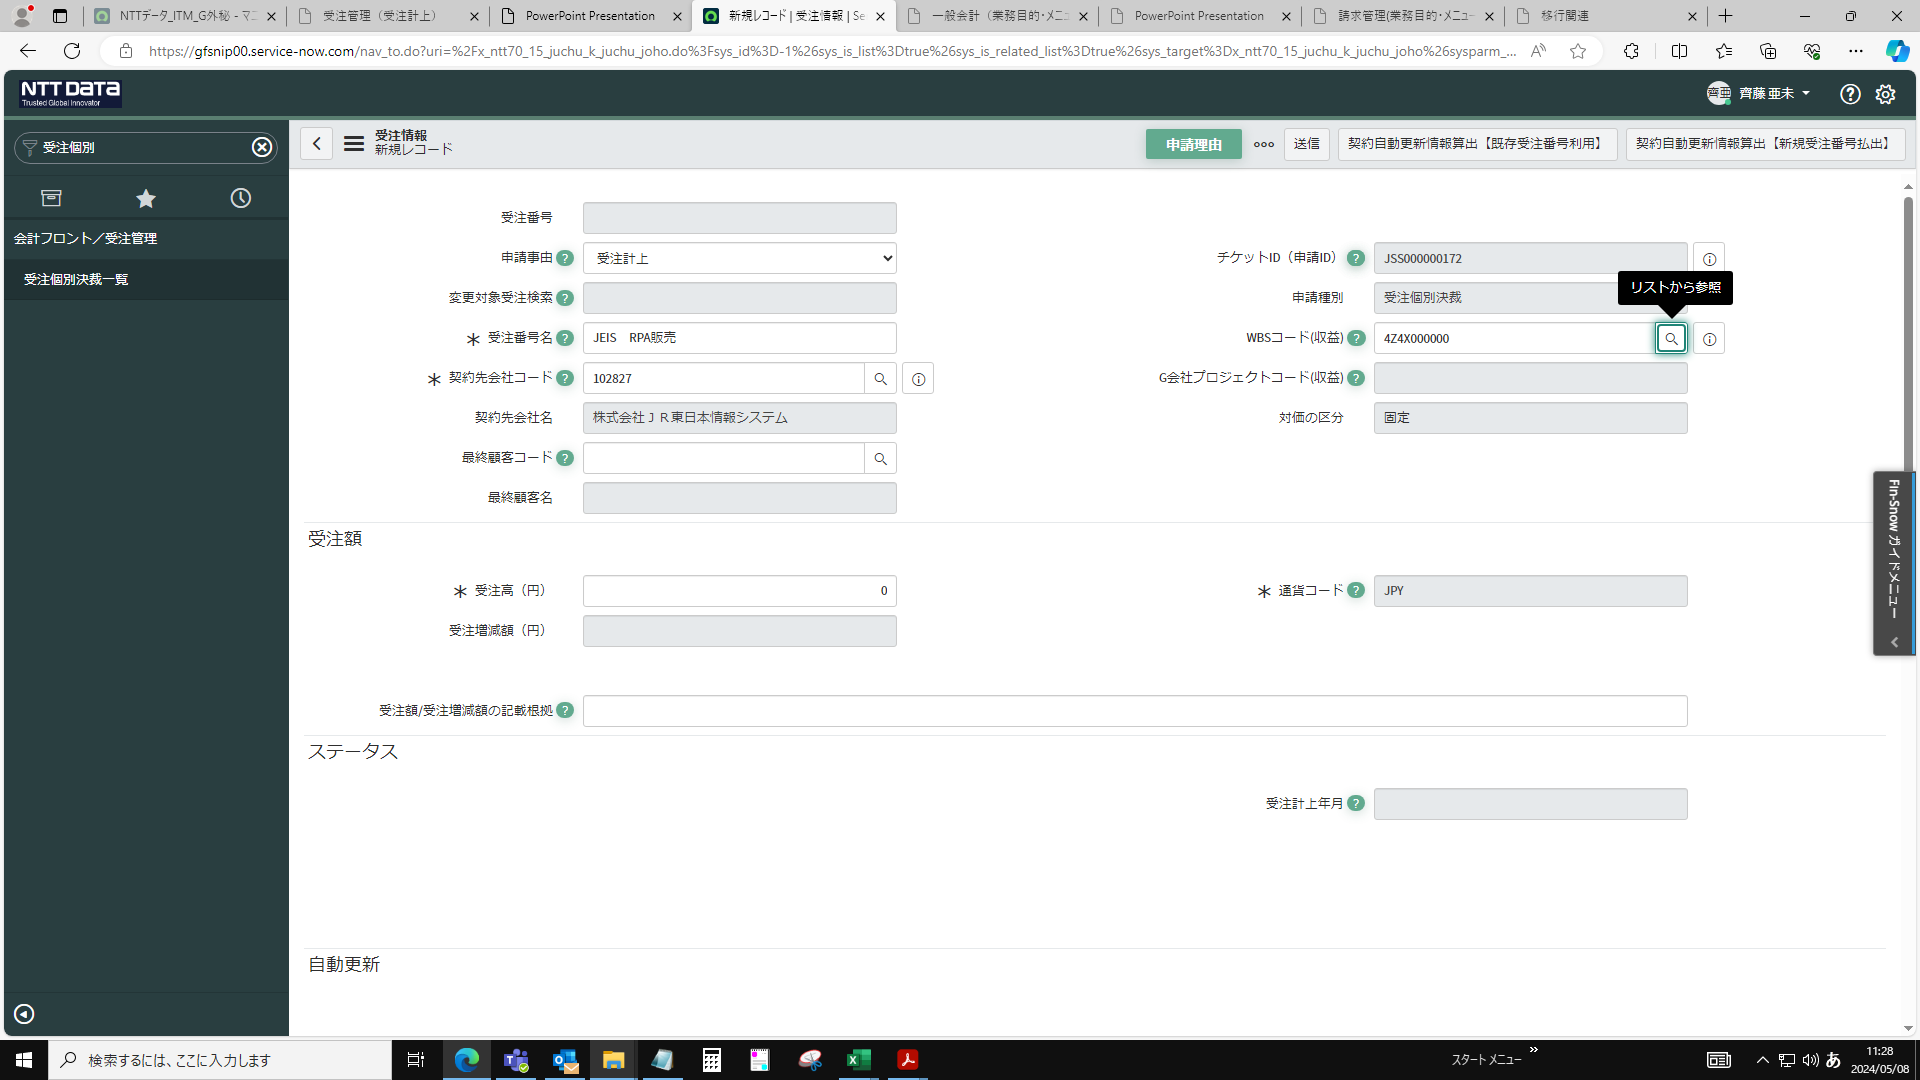 NTTデータ_ITM_G外秘 - マニ
受注管理（受注計上）
PowerPoint Presentation
新規レコード | 受注情報 | Se
一般会計（業務目的･メニュ
PowerPoint Presentation
請求管理(業務目的･メニュー
移行関連
https://gfsnip00.service-now.com/nav_to.do?uri=%2Fx_ntt70_15_juchu_k_juchu_joho.do%3Fsys_id%3D-1%26sys_is_list%3Dtrue%26sys_is_related_list%3Dtrue%26sys_target%3Dx_ntt70_15_juchu_k_juchu_joho%26sysparm_...
NTT DATA
Trusted Global Innovator
齊亜
齊藤 亜未
受注個別
会計フロント／受注管理
受注個別決裁一覧
受注情報
新規レコード
申請理由
送信
契約自動更新情報算出【既存受注番号利用】
契約自動更新情報算出【新規受注番号払出】
受注番号
申請事由 ?
受注計上
チケットID（申請ID） ?
JSS000000172
変更対象受注検索 ?
申請種別
受注個別決裁
リストから参照
＊ 受注番号名 ?
JEIS　RPA販売
WBSコード(収益) ?
4Z4X000000
＊ 契約先会社コード ?
102827
G会社プロジェクトコード(収益) ?
契約先会社名
株式会社ＪＲ東日本情報システム
対価の区分
固定
最終顧客コード ?
最終顧客名
受注額
＊ 受注高（円）
0
＊ 通貨コード ?
JPY
受注増減額（円）
受注額/受注増減額の記載根拠 ?
ステータス
受注計上年月 ?
自動更新
Fin-Snow ガイドメニュー
検索するには、ここに入力します
スタート メニュー
あ
11:28
2024/05/08